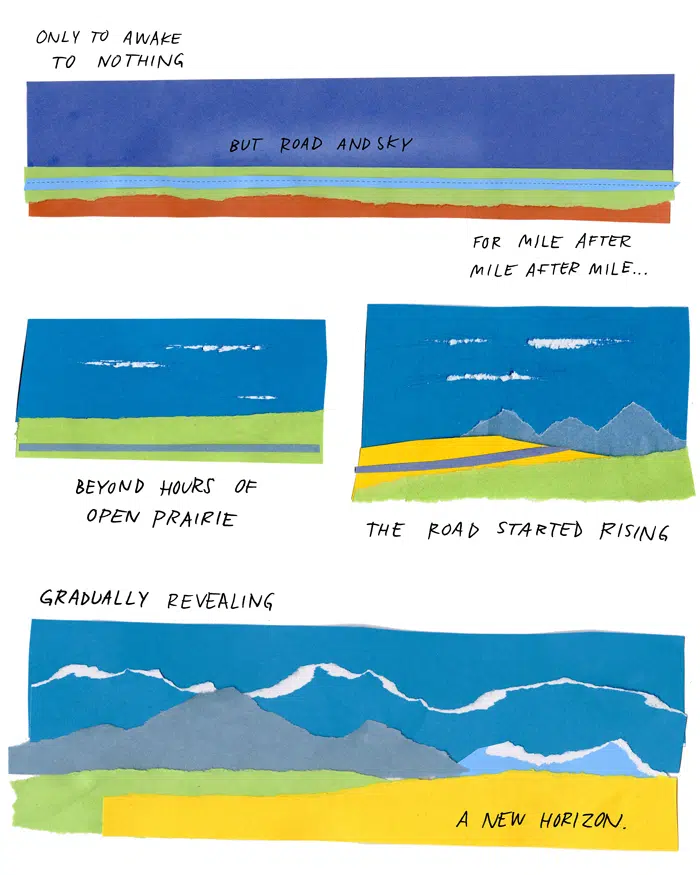 ONLY TO AWAKE
TO NOTHING
BUT ROAD AND SKY
FOR MILE AFTER
MILE AFTER MILE...
BEYOND HOURS OF
OPEN PRAIRIE
THE ROAD STARTED RISING
GRADUALLY REVEALING
A NEW HORIZON.